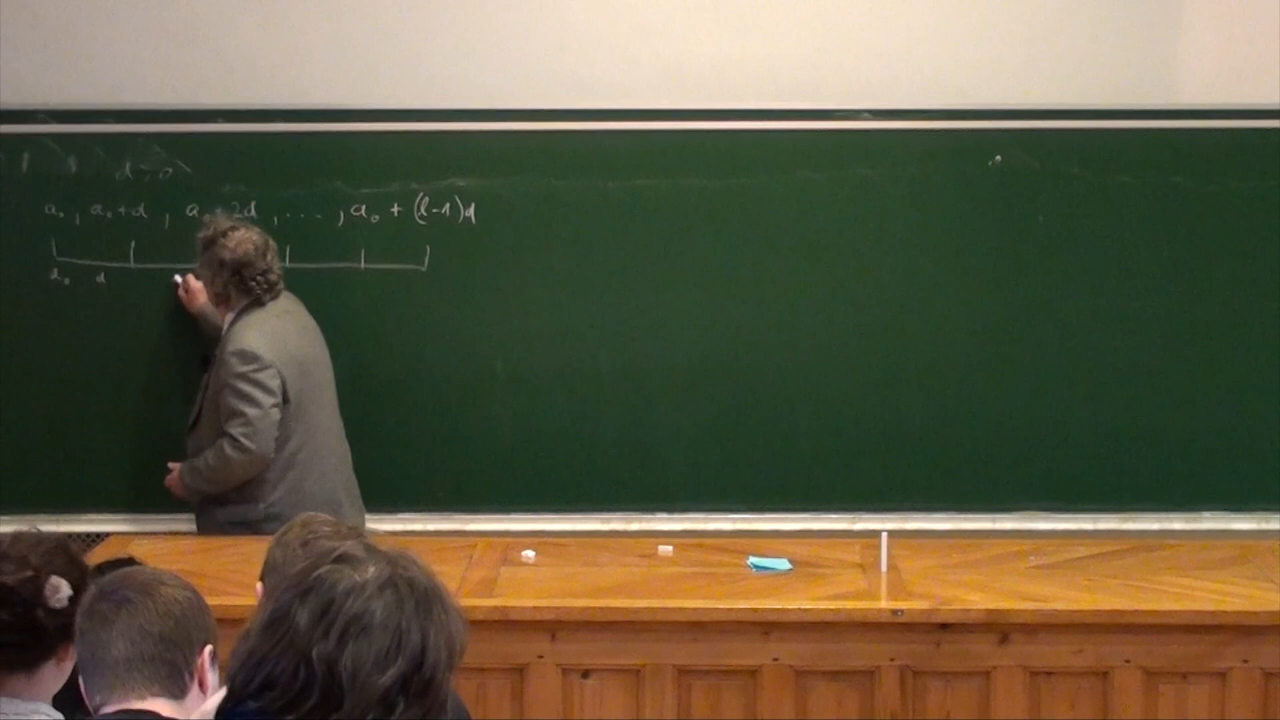 d > 0
a₀, a₀+d, a₀+2d, ..., a₀ + (l-1)d
a₀ d